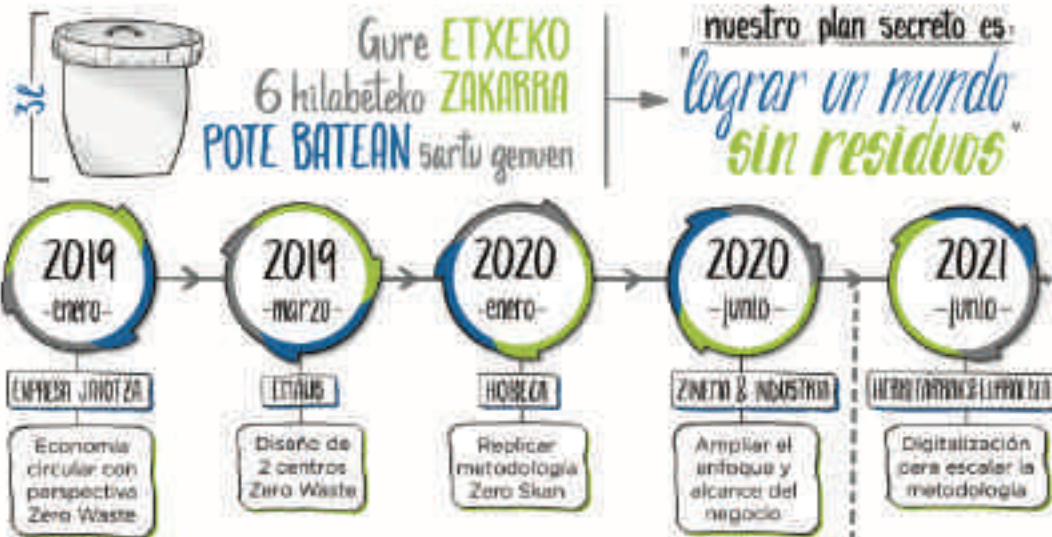 3l
Gure ETXEKO
6 hilabeteko ZAKARRA
POTE BATEAN sartu genuen
nuestro plan secreto es:
"lograr un mundo
sin residuos"
2019
-enero-
EMPRESA JAIOTZA
Economía
circular con
perspectiva
Zero Waste
2019
-marzo-
EMAUS
Diseño de
2 centros
Zero Waste
2020
-enero-
HOBEEA
Replicar
metodología
Zero Skan
2020
-junio-
ZINEMA & INDUSTRIA
Ampliar el
enfoque y
alcance del
negocio
2021
-junio-
Digitalización
para escalar la
metodología